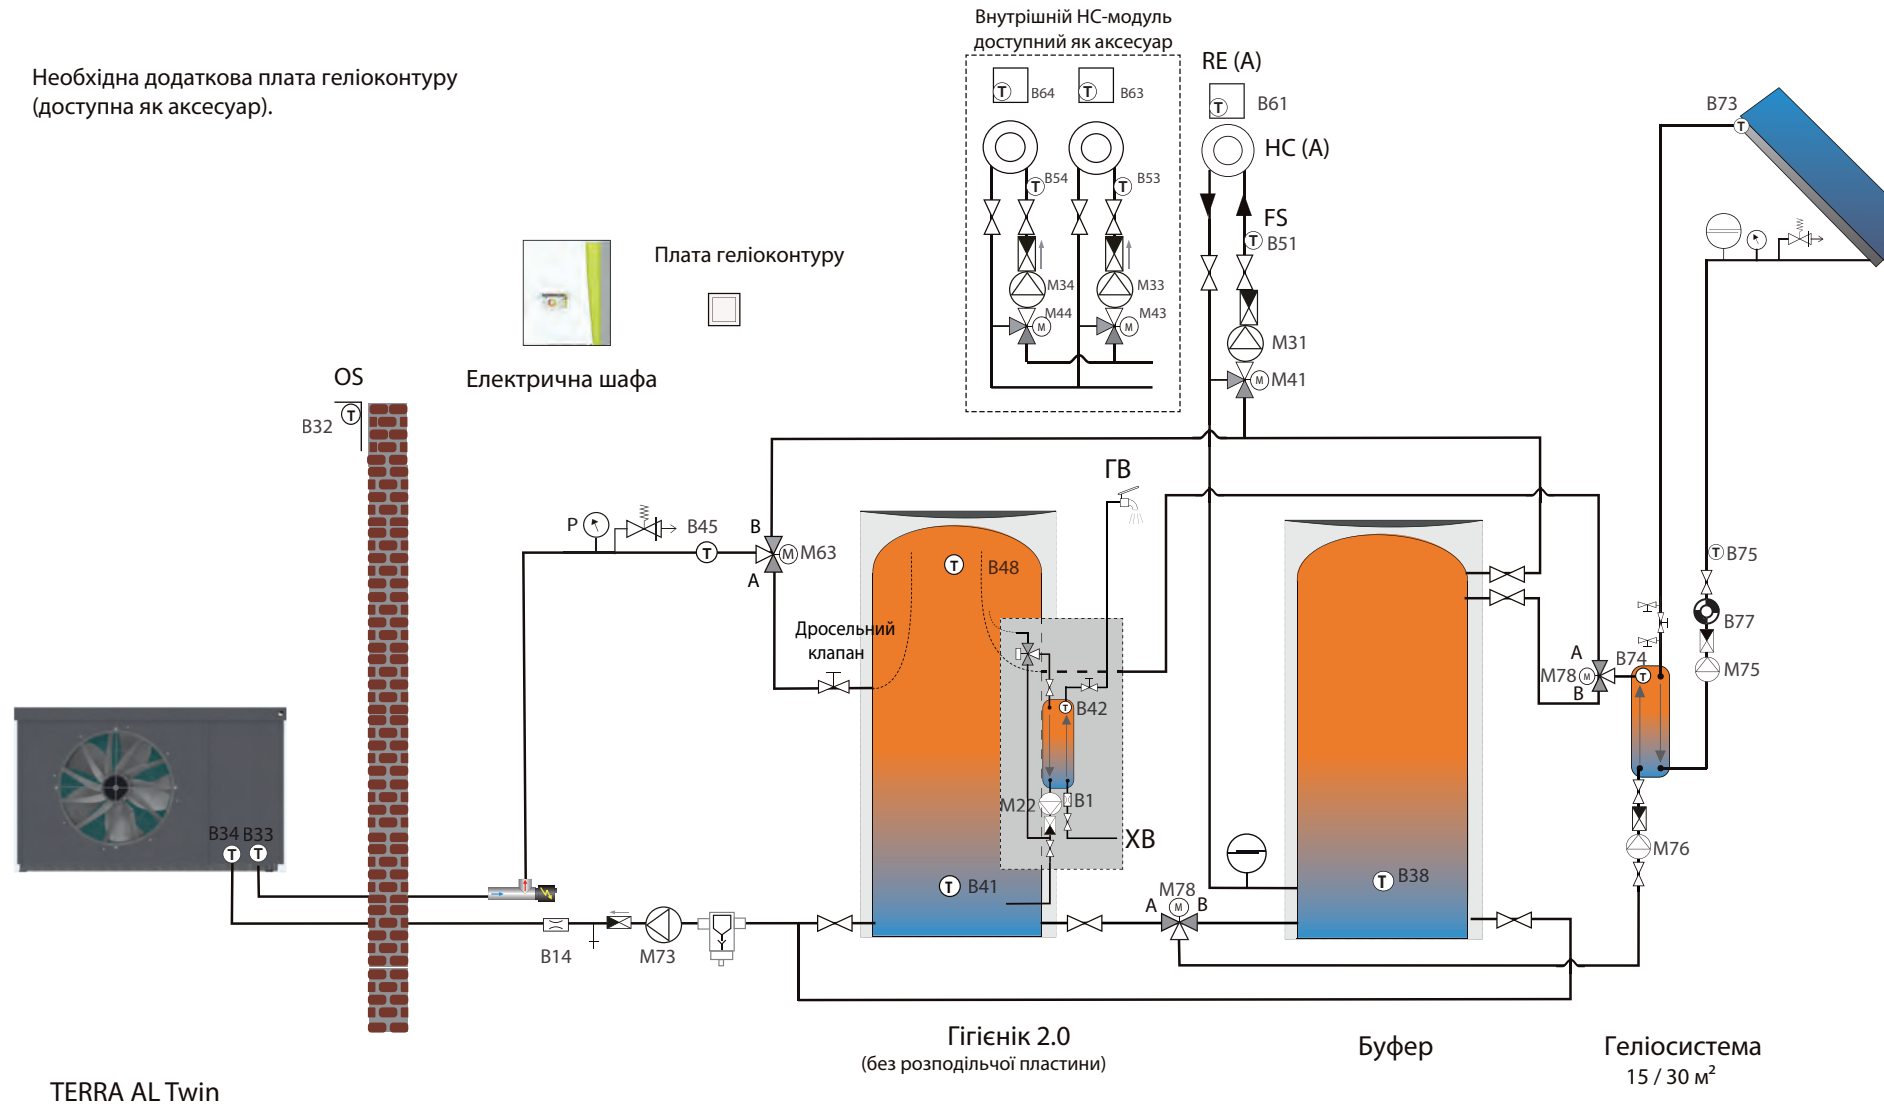 Внутрішній НС-модуль
доступний як аксесуар
Необхідна додаткова плата геліоконтуру
(доступна як аксесуар).
RE (A)
T
B64
T
B63
T
B61
HC (A)
B73
T
T
B54
T
B53
FS
T
B51
Плата геліоконтуру
M34
M33
M44
M
M43
M
M31
M
M41
Електрична шафа
OS
B32
T
ГВ
P
B45
T
B
M
M63
A
T
B48
T
B75
Дросельний
клапан
B77
A
B74
M78
M
T
M75
B
T
B42
M22
B1
ХВ
M76
B34
B33
T
T
T
B41
T
B38
M78
A
M
B
B14
M73
Гігієнік 2.0
(без розподільчої пластини)
Буфер
Геліосистема
15 / 30 м²
TERRA AL Twin